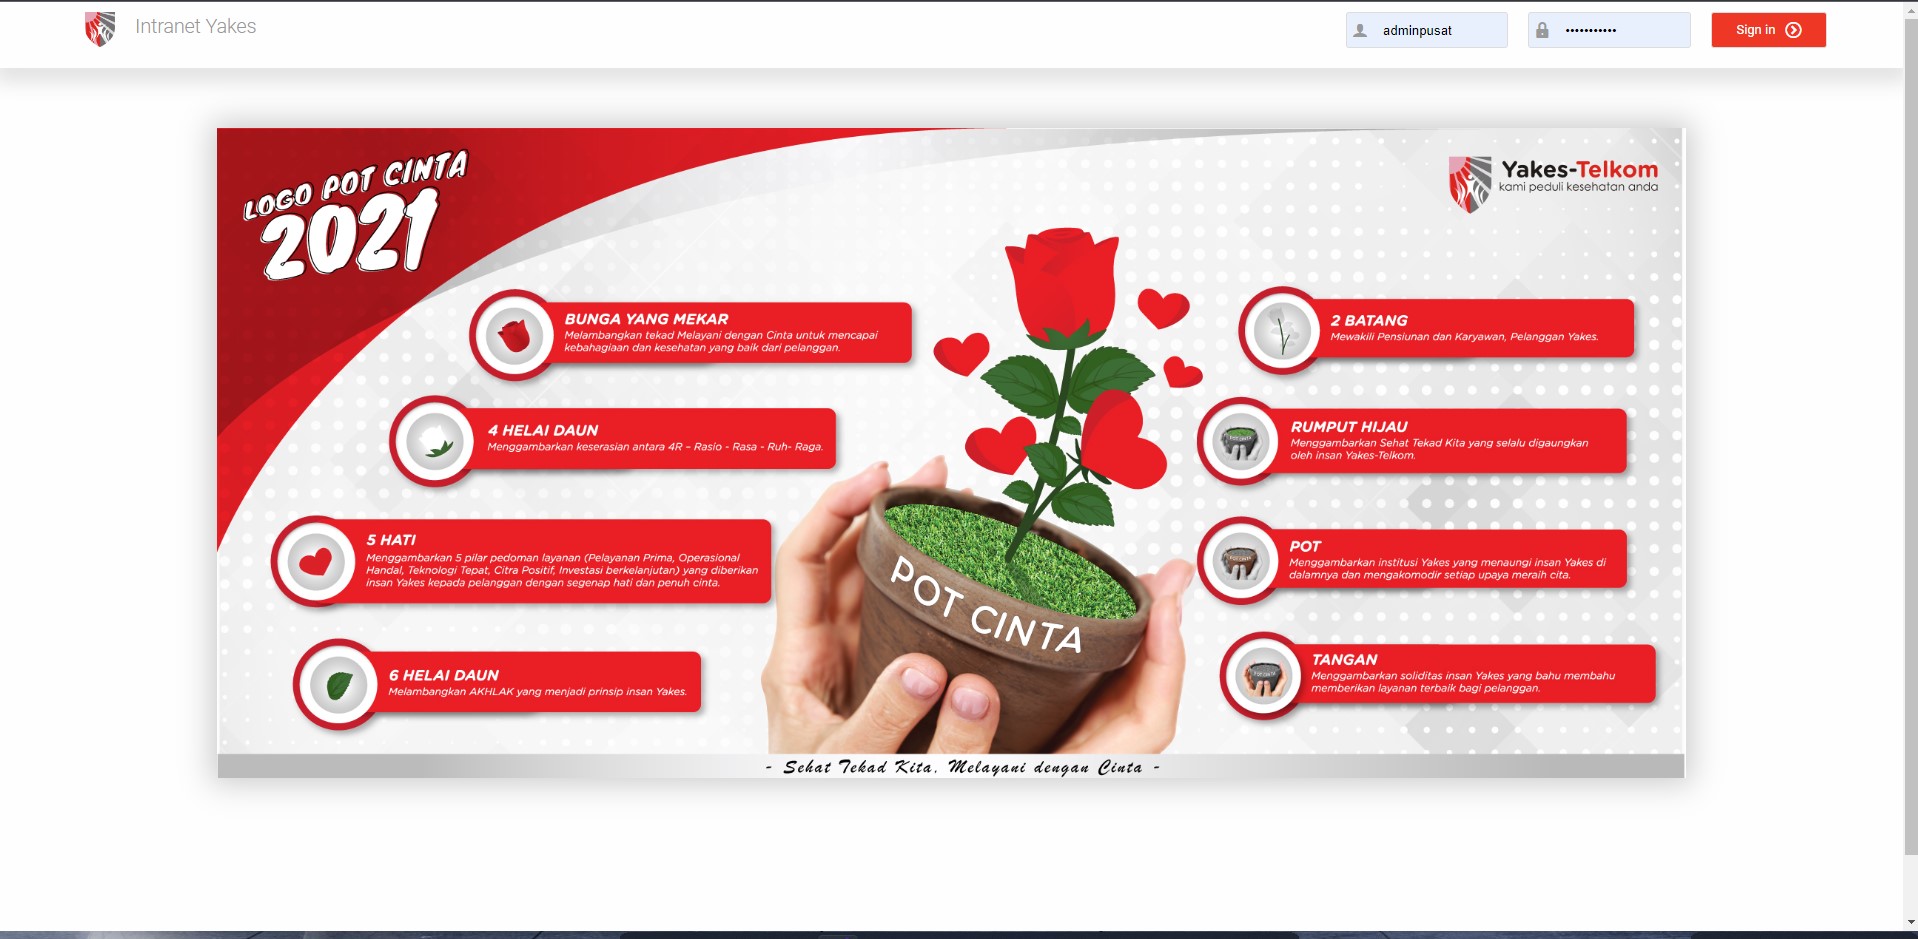 Intranet Yakes
adminpusat
•••••••••••
Sign in
LOGO POT CINTA
2021
Yakes-Telkom
kami peduli kesehatan anda
BUNGA YANG MEKAR
Melambangkan tekad Melayani dengan Cinta untuk mencapai
kebahagiaan dan kesehatan yang baik dari pelanggan.
4 HELAI DAUN
Menggambarkan keserasian antara 4R – Rasio - Rasa - Ruh- Raga.
5 HATI
Menggambarkan 5 pilar pedoman layanan (Pelayanan Prima, Operasional
Handal, Teknologi Tepat, Citra Positif, Investasi berkelanjutan) yang diberikan
insan Yakes kepada pelanggan dengan segenap hati dan penuh cinta.
6 HELAI DAUN
Melambangkan AKHLAK yang menjadi prinsip insan Yakes.
POT CINTA
2 BATANG
Mewakili Pensiunan dan Karyawan, Pelanggan Yakes.
RUMPUT HIJAU
Menggambarkan Sehat Tekad Kita yang selalu digaungkan
oleh insan Yakes-Telkom.
POT
Menggambarkan institusi Yakes yang menaungi insan Yakes di
dalamnya dan mengakomodir setiap upaya meraih cita.
TANGAN
Menggambarkan soliditas insan Yakes yang bahu membahu
memberikan layanan terbaik bagi pelanggan.
- Sehat Tekad Kita, Melayani dengan Cinta -